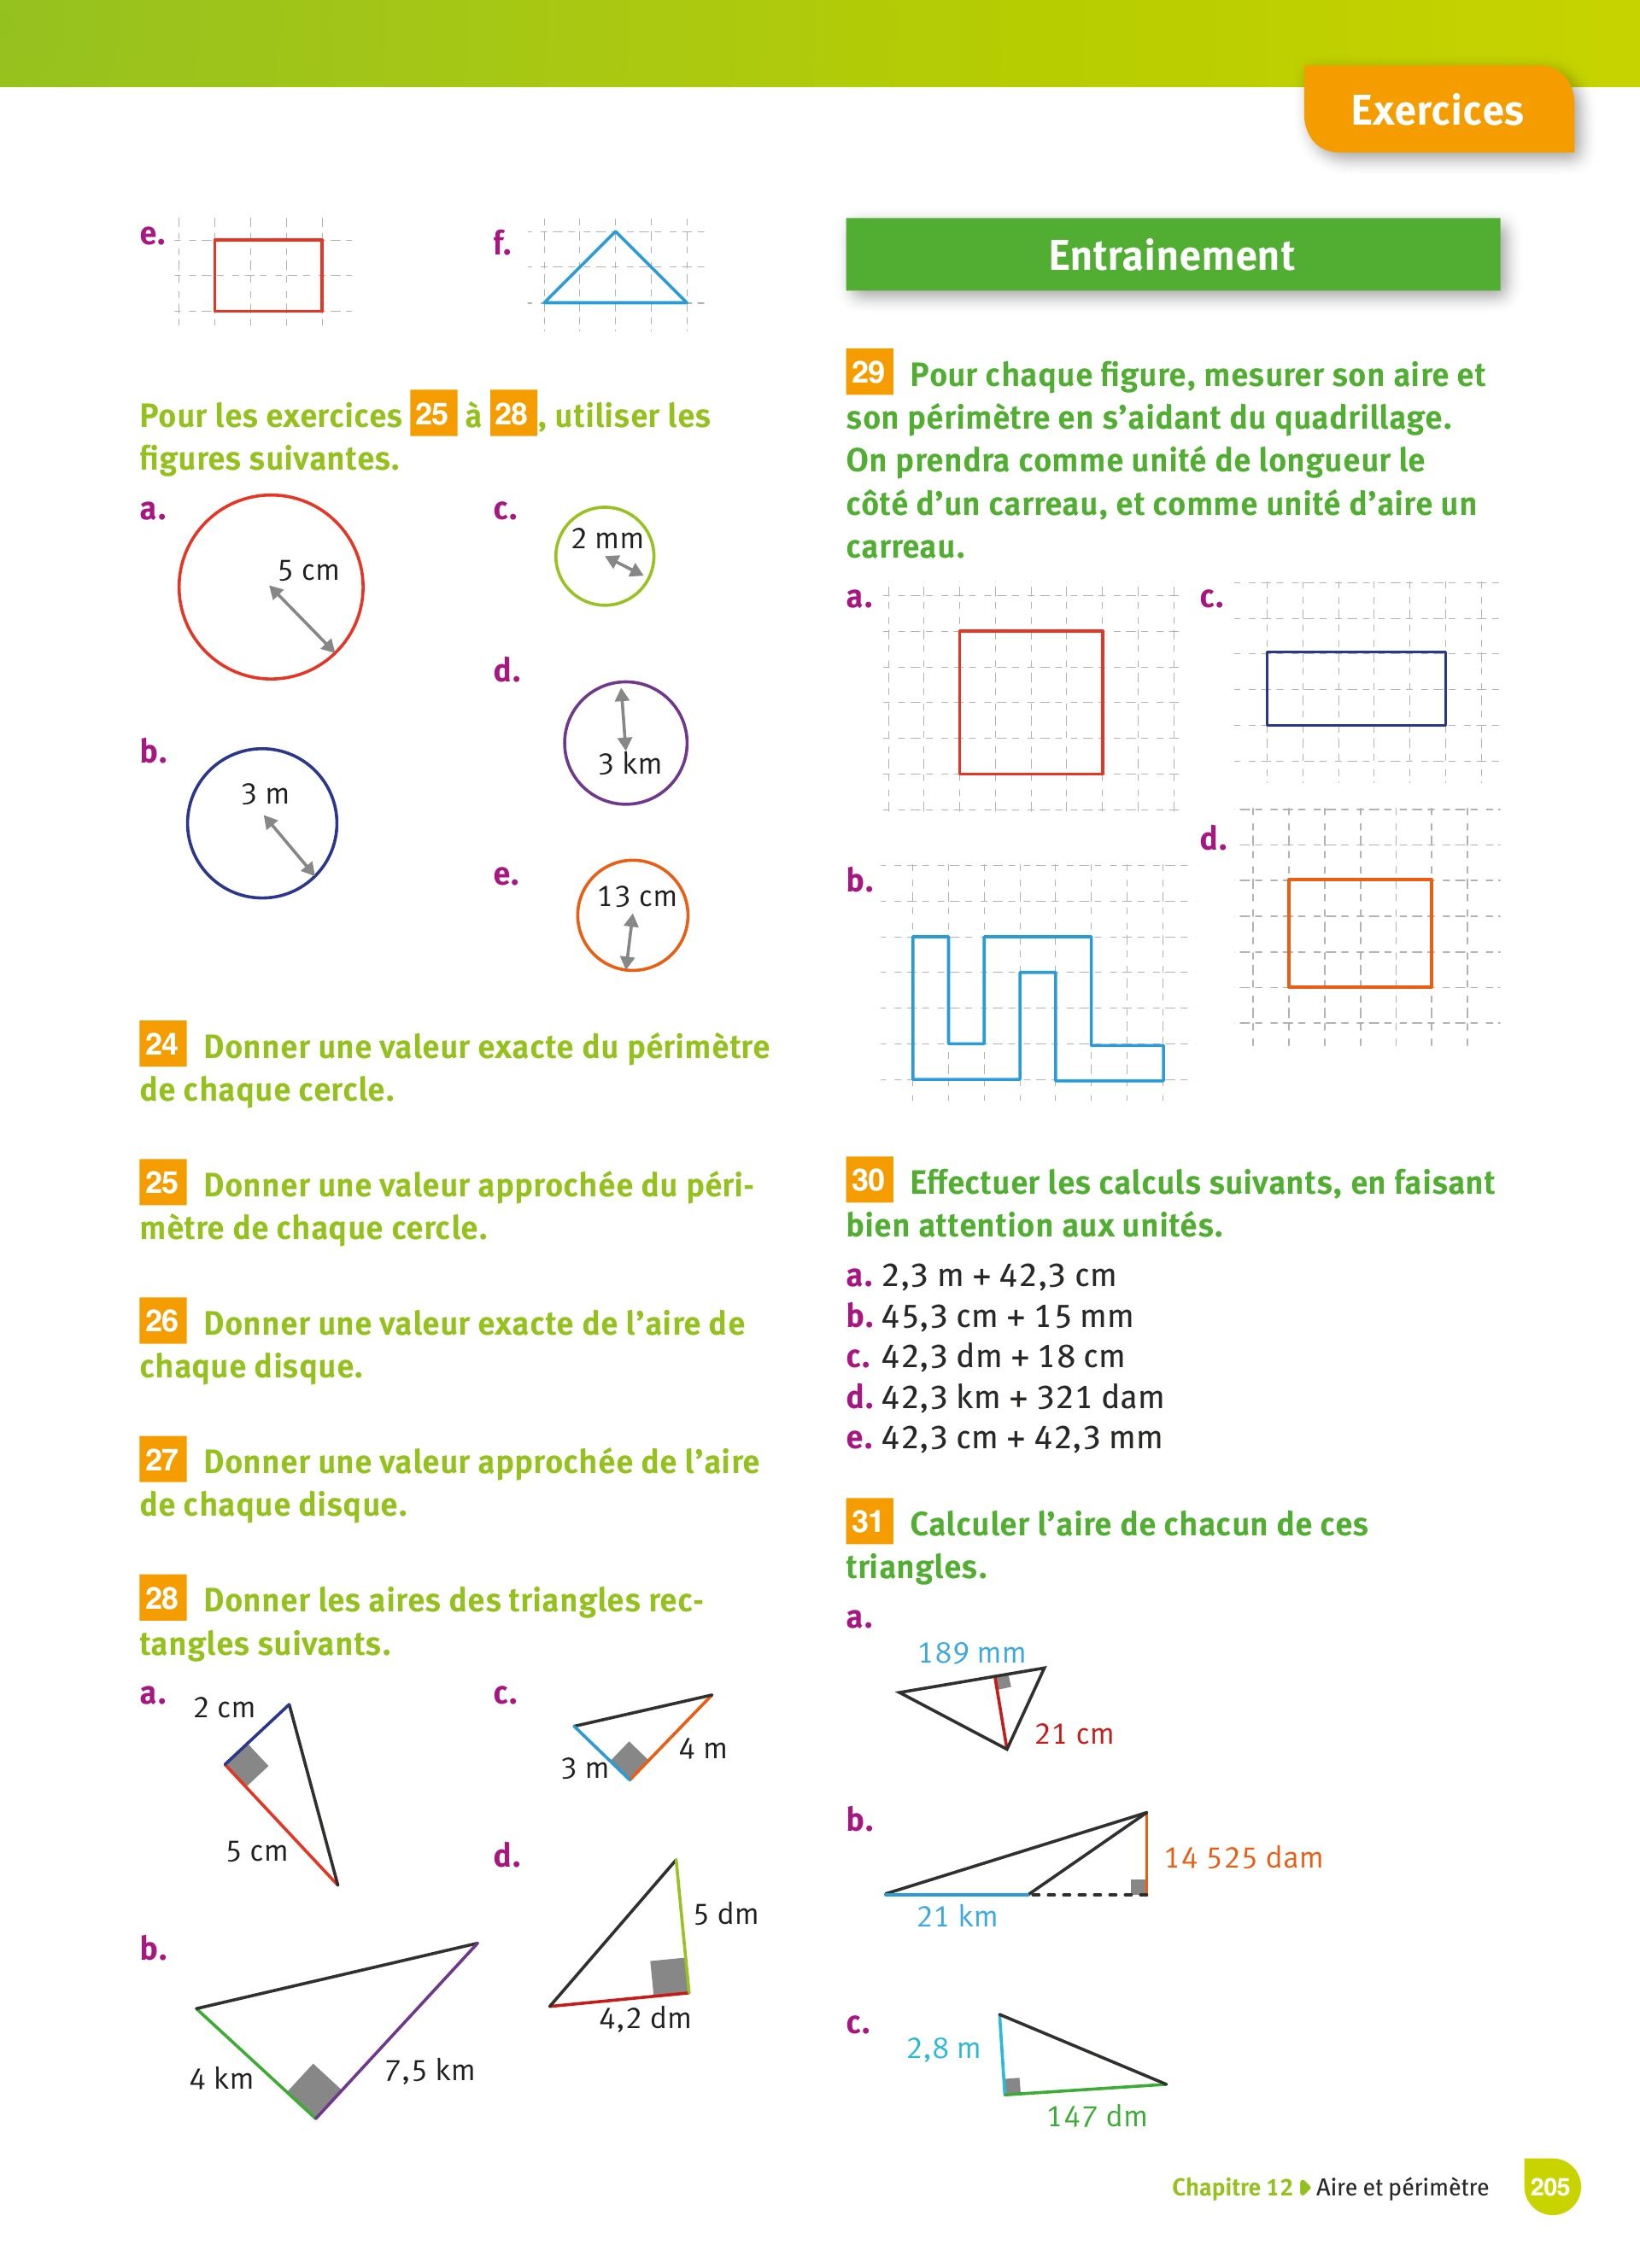 Exercices
e.
f.
Pour les exercices 25 à 28, utiliser les
figures suivantes.
a.
5 cm
b.
3 m
c.
2 mm
d.
3 km
e.
13 cm
24 Donner une valeur exacte du périmètre
de chaque cercle.
25 Donner une valeur approchée du péri-
mètre de chaque cercle.
26 Donner une valeur exacte de l’aire de
chaque disque.
27 Donner une valeur approchée de l’aire
de chaque disque.
28 Donner les aires des triangles rec-
tangles suivants.
a.
2 cm
5 cm
b.
4 km
7,5 km
c.
3 m
4 m
d.
5 dm
4,2 dm
Entrainement
29 Pour chaque figure, mesurer son aire et
son périmètre en s’aidant du quadrillage.
On prendra comme unité de longueur le
côté d’un carreau, et comme unité d’aire un
carreau.
a.
b.
c.
d.
30 Effectuer les calculs suivants, en faisant
bien attention aux unités.
a. 2,3 m + 42,3 cm
b. 45,3 cm + 15 mm
c. 42,3 dm + 18 cm
d. 42,3 km + 321 dam
e. 42,3 cm + 42,3 mm
31 Calculer l’aire de chacun de ces
triangles.
a.
189 mm
21 cm
b.
14 525 dam
21 km
c.
2,8 m
147 dm
Chapitre 12 Aire et périmètre 205